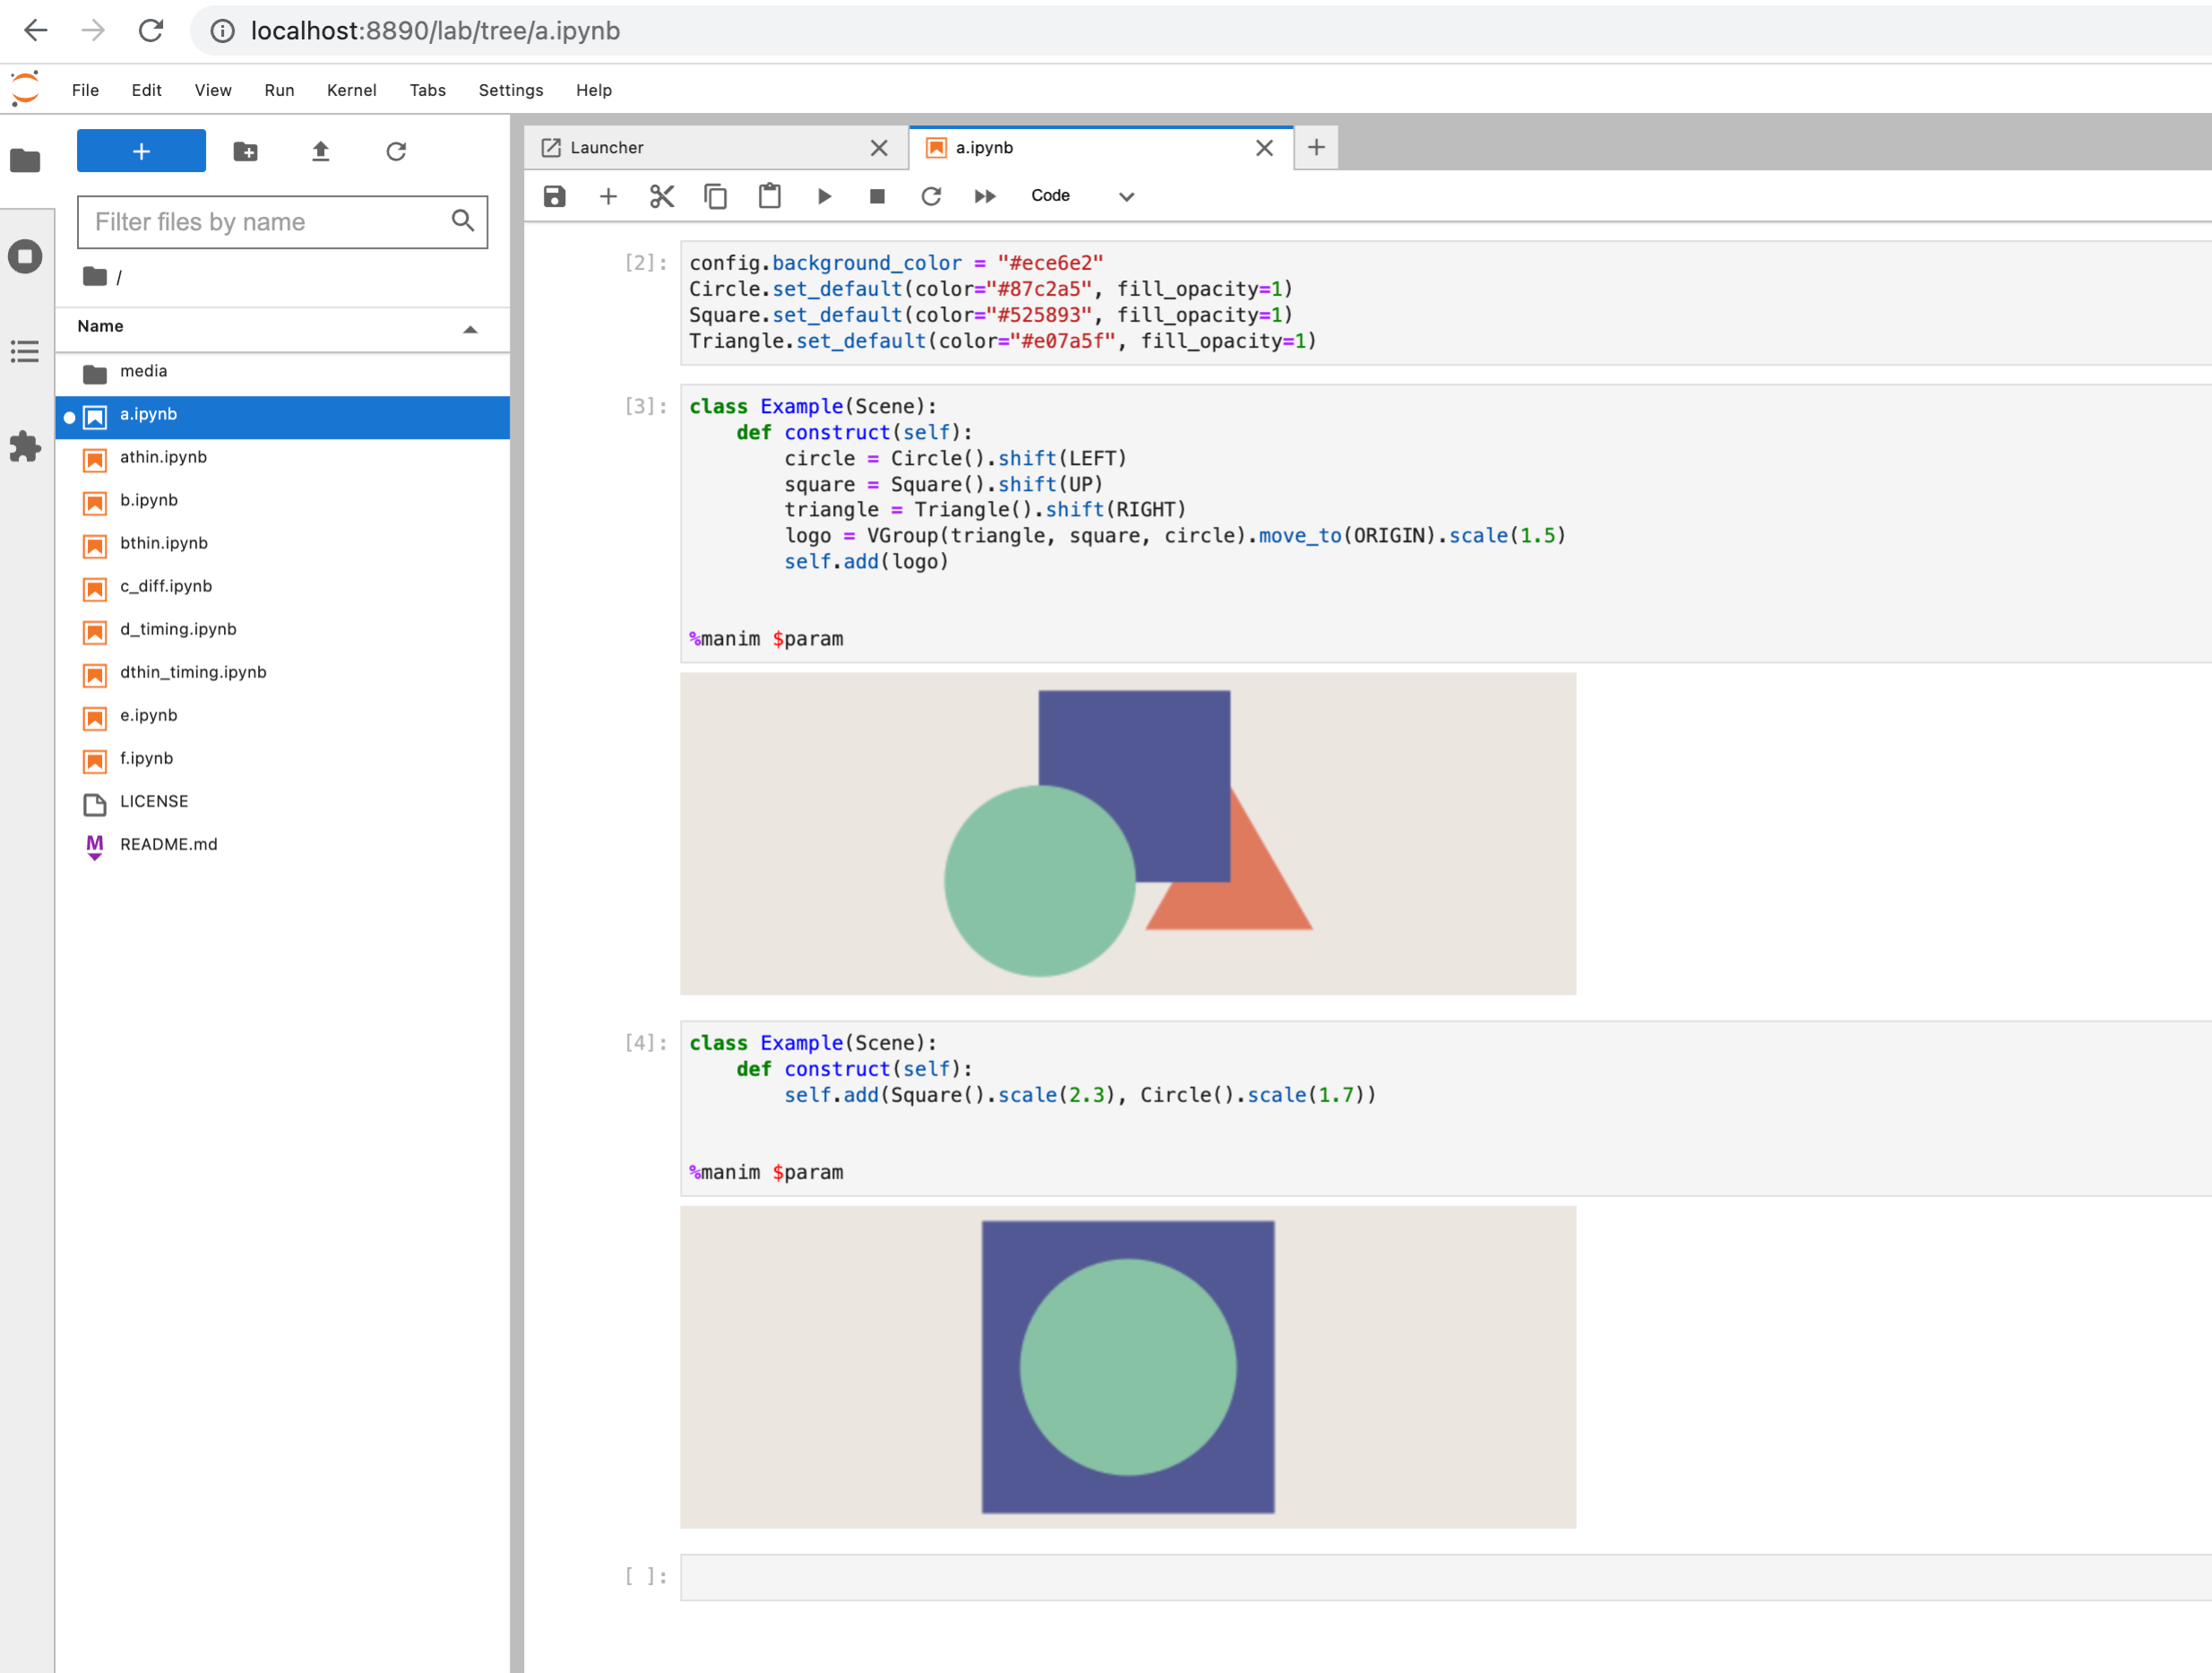 localhost:8890/lab/tree/a.ipynb
File Edit View Run Kernel Tabs Settings Help
Filter files by name
/
Name
media
a.ipynb
athin.ipynb
b.ipynb
bthin.ipynb
c_diff.ipynb
d_timing.ipynb
dthin_timing.ipynb
e.ipynb
f.ipynb
LICENSE
M README.md
Launcher a.ipynb
Code
[2]: config.background_color = "#ece6e2"
Circle.set_default(color="#87c2a5", fill_opacity=1)
Square.set_default(color="#525893", fill_opacity=1)
Triangle.set_default(color="#e07a5f", fill_opacity=1)
[3]: class Example(Scene):
def construct(self):
circle = Circle().shift(LEFT)
square = Square().shift(UP)
triangle = Triangle().shift(RIGHT)
logo = VGroup(triangle, square, circle).move_to(ORIGIN).scale(1.5)
self.add(logo)
%manim $param
[4]: class Example(Scene):
def construct(self):
self.add(Square().scale(2.3), Circle().scale(1.7))
%manim $param
[ ]: